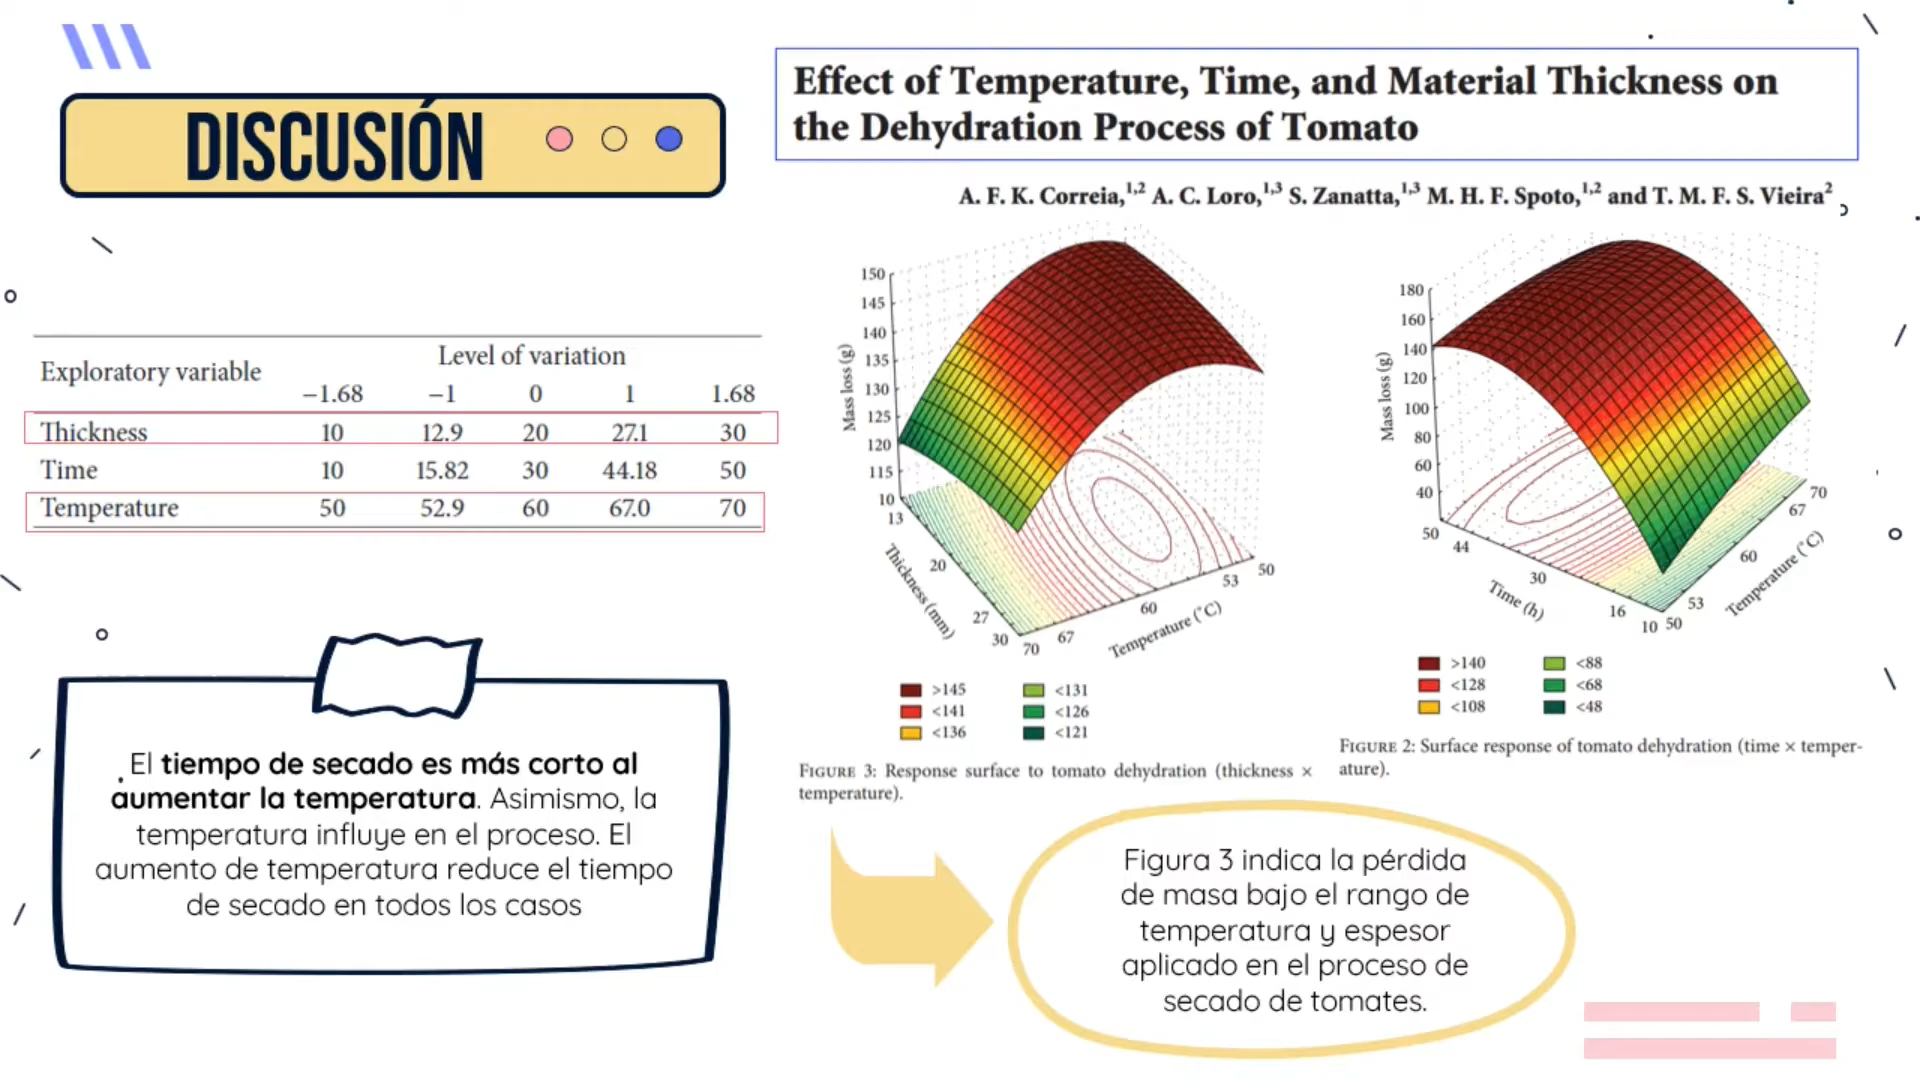 DISCUSIÓN
Effect of Temperature, Time, and Material Thickness on
the Dehydration Process of Tomato
A. F. K. Correia,1,2 A. C. Loro,1,3 S. Zanatta,1,3 M. H. F. Spoto,1,2 and T. M. F. S. Vieira2
Exploratory variable
Level of variation
−1.68 −1 0 1 1.68
Thickness 10 12.9 20 27.1 30
Time 10 15.82 30 44.18 50
Temperature 50 52.9 60 67.0 70
El tiempo de secado es más corto al
aumentar la temperatura. Asimismo, la
temperatura influye en el proceso. El
aumento de temperatura reduce el tiempo
de secado en todos los casos
Mass loss (g)
150
145
140
135
130
125
120
115
10
13
20
27
30
Thickness (mm)
70
67
60
53
50
Temperature (°C)
>145 <131
<141 <126
<136 <121
FIGURE 3: Response surface to tomato dehydration (thickness ×
temperature).
Mass loss (g)
180
160
140
120
100
80
60
40
50
44
30
16
10
Time (h)
50
53
60
67
70
Temperature (°C)
>140 <88
<128 <68
<108 <48
FIGURE 2: Surface response of tomato dehydration (time × temper-
ature).
Figura 3 indica la pérdida
de masa bajo el rango de
temperatura y espesor
aplicado en el proceso de
secado de tomates.